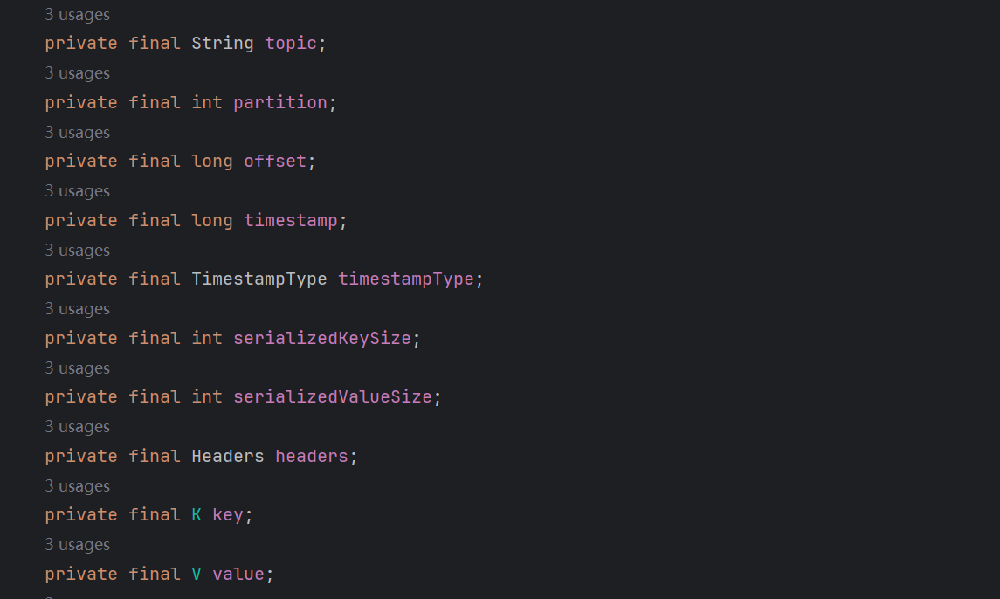 3 usages
private final String topic;
3 usages
private final int partition;
3 usages
private final long offset;
3 usages
private final long timestamp;
3 usages
private final TimestampType timestampType;
3 usages
private final int serializedKeySize;
3 usages
private final int serializedValueSize;
3 usages
private final Headers headers;
3 usages
private final K key;
3 usages
private final V value;